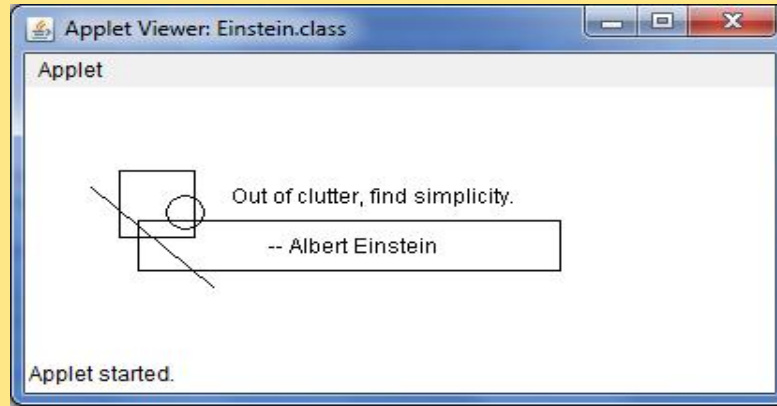 Applet Viewer: Einstein.class
Applet
Out of clutter, find simplicity.
-- Albert Einstein
Applet started.